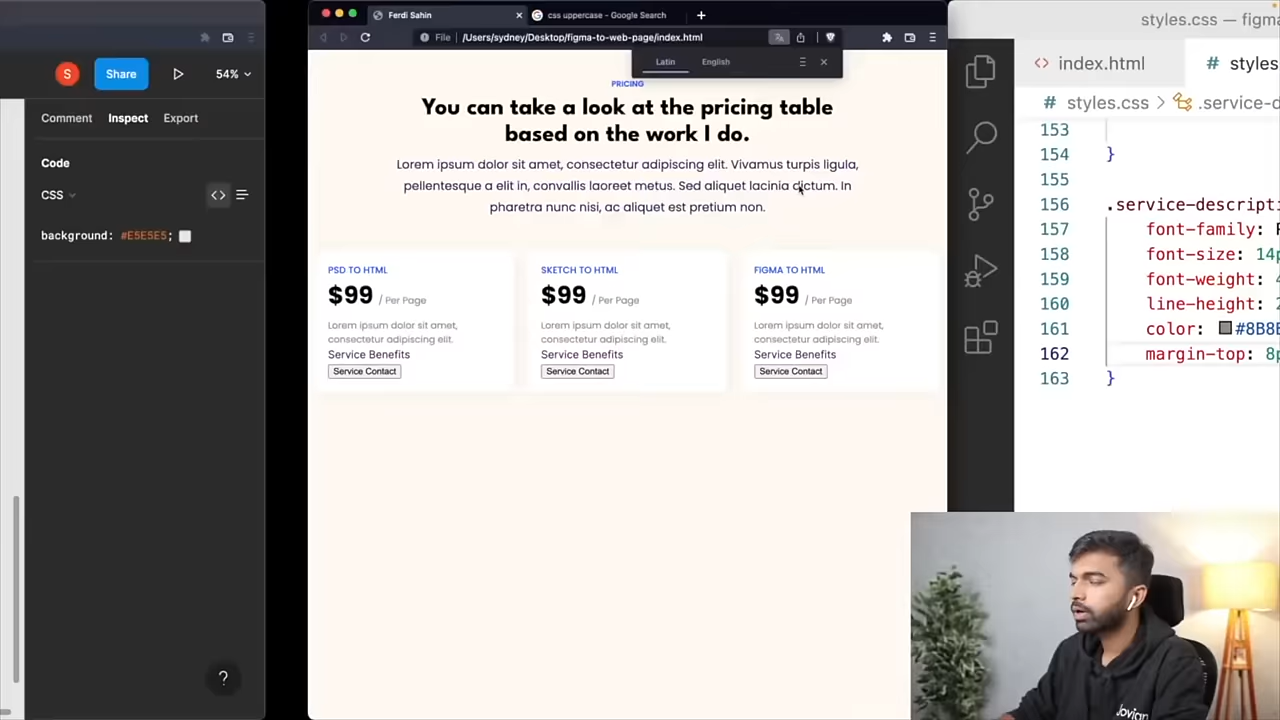 Ferdi Sahin
css uppercase - Google Search
File
/Users/sydney/Desktop/figma-to-web-page/index.html
Latin
English
S
Share
54%
Comment
Inspect
Export
Code
CSS
background: #E5E5E5;
?
PRICING
You can take a look at the pricing table
based on the work I do.
Lorem ipsum dolor sit amet, consectetur adipiscing elit. Vivamus turpis ligula,
pellentesque a elit in, convallis laoreet metus. Sed aliquet lacinia dictum. In
pharetra nunc nisi, ac aliquet est pretium non.
PSD TO HTML
$99 / Per Page
Lorem ipsum dolor sit amet,
consectetur adipiscing elit.
Service Benefits
Service Contact
SKETCH TO HTML
$99 / Per Page
Lorem ipsum dolor sit amet,
consectetur adipiscing elit.
Service Benefits
Service Contact
FIGMA TO HTML
$99 / Per Page
Lorem ipsum dolor sit amet,
consectetur adipiscing elit.
Service Benefits
Service Contact
styles.css — figma
<> index.html
# styles
# styles.css > .service-d
153
154 }
155
156 .service-descripti
157 font-family:
158 font-size: 14p
159 font-weight: 4
160 line-height: 2
161 color: #8B8B
162 margin-top: 8p
163 }
Jovian